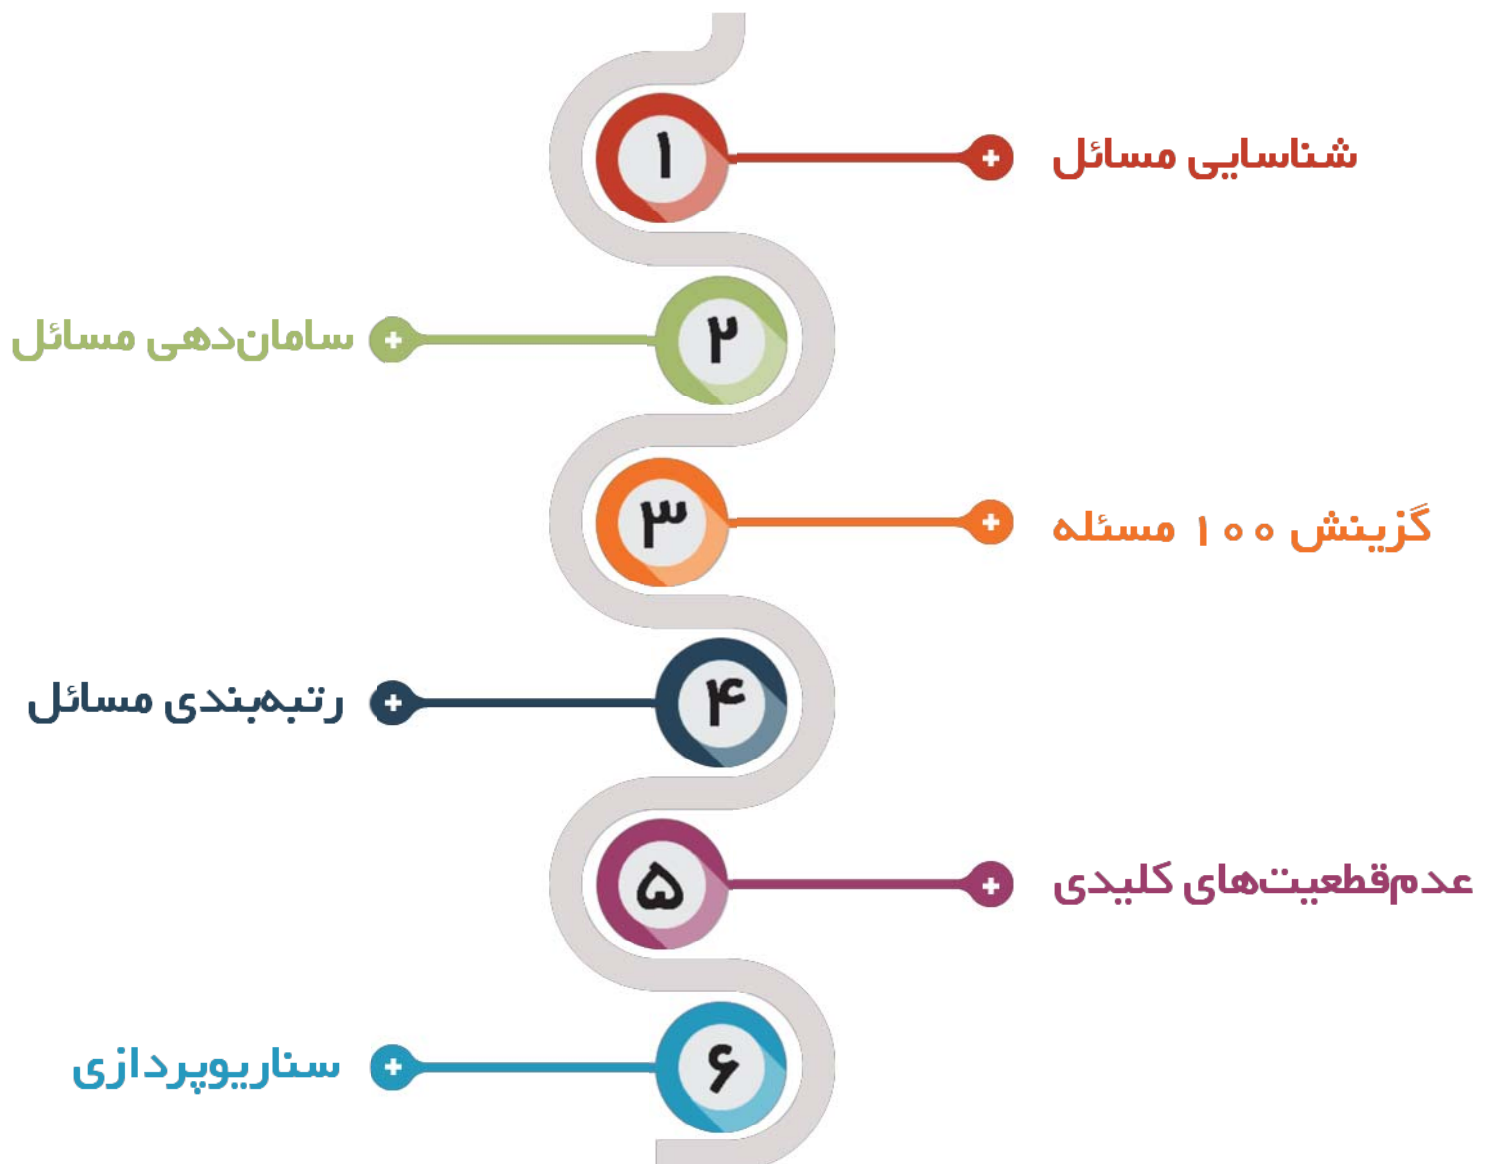 ۱
شناسایی مسائل
۲
سامان‌دهی مسائل
۳
گزینش ۱۰۰ مسئله
۴
رتبه‌بندی مسائل
۵
عدم‌قطعیت‌های کلیدی
۶
سناریوپردازی